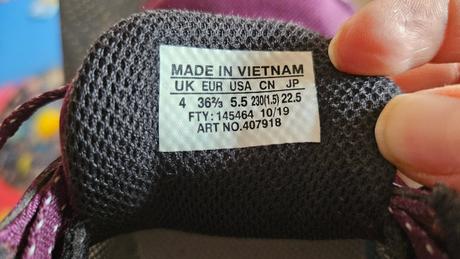 MADE IN VIETNAM
UK EUR USA CN JP
4 36⅔ 5.5 230(1.5) 22.5
FTY: 145464 10/19
ART NO.407918